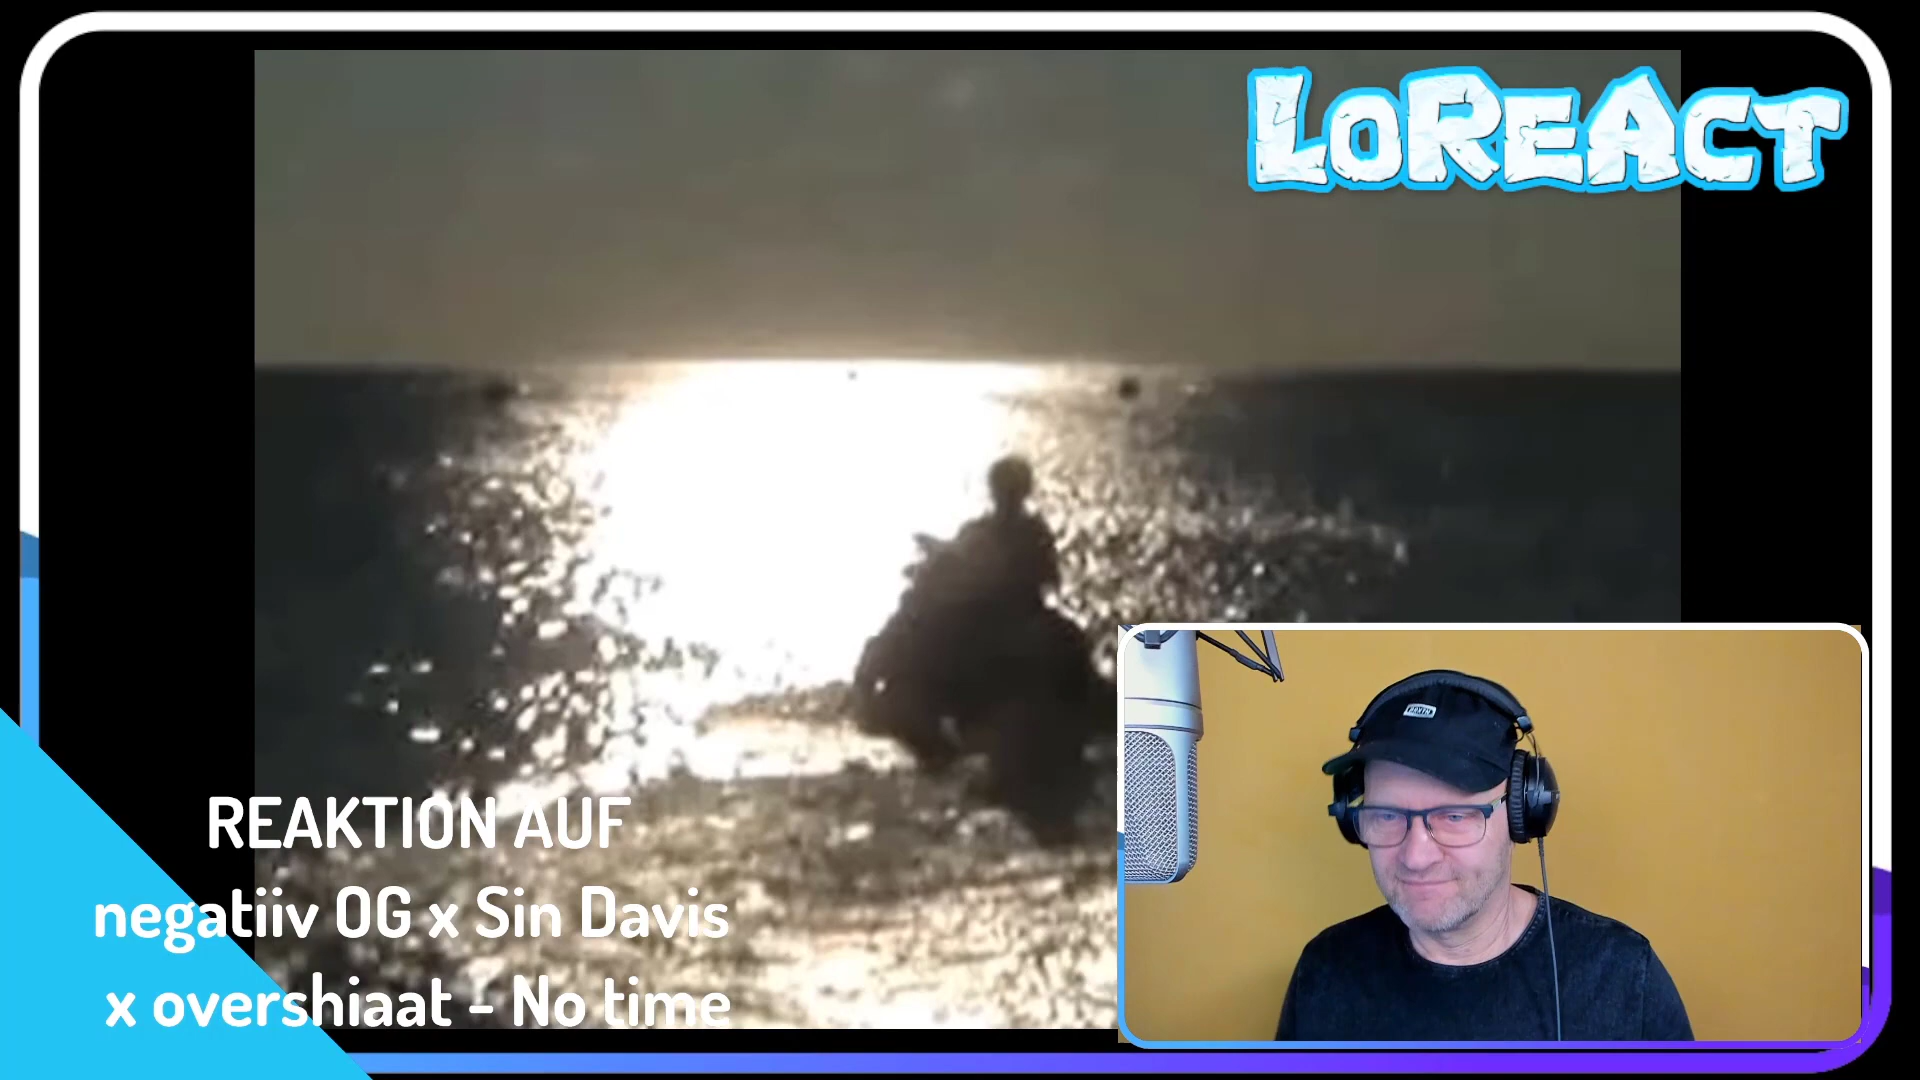 LOREACT
REAKTION AUF
negatiiv OG x Sin Davis
x overshiaat - No time